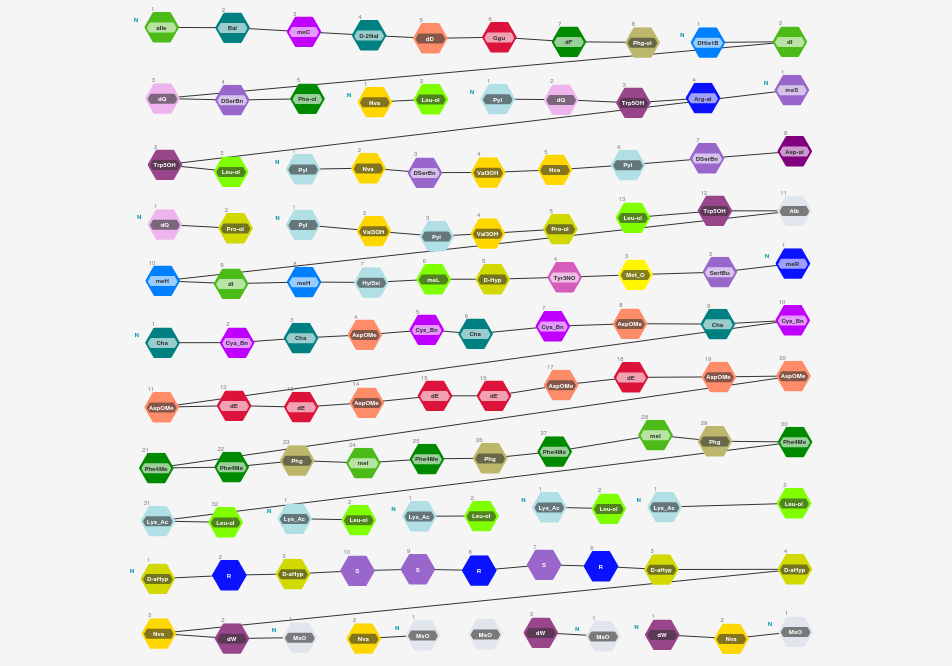 N 1 aIle 2 Bal 3 meC 4 D-2Nal 5 dD 6 Ggu 7 dF 8 Phg-ol N 1 DHistB 2 dI
3 dQ 4 DSerBn 5 Phe-ol N 1 Nva 2 Leu-ol N 1 Pyl 2 dQ 3 Trp5OH 4 Arg-al N 1 meS
2 Trp5OH 3 Leu-ol N 1 Pyl 2 Nva 3 DSerBn 4 Val3OH 5 Nva 6 Pyl 7 DSerBn 8 Asp-al
N 1 dQ 2 Pro-ol N 1 Pyl 2 Val3OH 3 Pyl 4 Val3OH 5 Pro-ol 13 Leu-ol 12 Trp5OH 11 Aib
10 meH 9 dI 8 meH 7 Hyl5xi 6 meL 5 D-Hyp 4 Tyr3NO 3 Met_O 2 SertBu N 1 meR
N 1 Cha 2 Cys_Bn 3 Cha 4 AspOMe 5 Cys_Bn 6 Cha 7 Cys_Bn 8 AspOMe 9 Cha 10 Cys_Bn
11 AspOMe 12 dE 13 dE 14 AspOMe 15 dE 16 dE 17 AspOMe 18 dE 19 AspOMe 20 AspOMe
21 Phe4Me 22 Phe4Me 23 Phg 24 meI 25 Phe4Me 26 Phg 27 Phe4Me 28 meI 29 Phg 30 Phe4Me
31 Lys_Ac 32 Leu-ol N 1 Lys_Ac 2 Leu-ol N 1 Lys_Ac 2 Leu-ol N 1 Lys_Ac 2 Leu-ol N 1 Lys_Ac 2 Leu-ol
N 1 D-aHyp 2 R 3 D-aHyp 10 S 9 S 8 R 7 S 6 R 5 D-aHyp 4 D-aHyp
3 Nva 2 dW N 1 MsO 2 Nva N 1 MsO MsO 2 dW N 1 MsO N 1 dW 2 Nva N 1 MsO